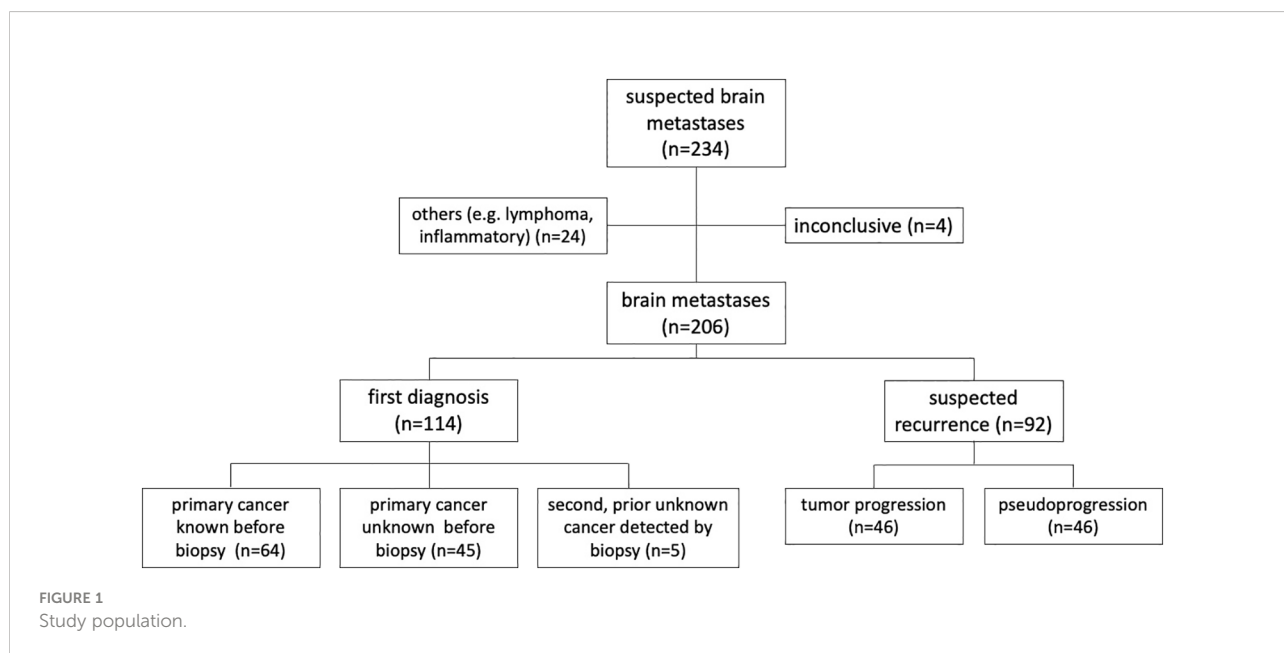 suspected brain
metastases
(n=234)
others (e.g. lymphoma,
inflammatory) (n=24)
inconclusive (n=4)
brain metastases
(n=206)
first diagnosis
(n=114)
suspected
recurrence (n=92)
primary cancer
known before
biopsy (n=64)
primary cancer
unknown before
biopsy (n=45)
second, prior unknown
cancer detected by
biopsy (n=5)
tumor progression
(n=46)
pseudoprogression
(n=46)
FIGURE 1
Study population.